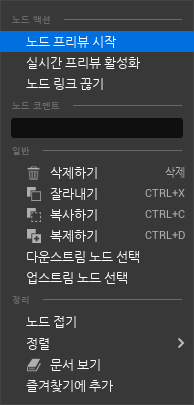 노드 액션
노드 프리뷰 시작
실시간 프리뷰 활성화
노드 링크 끊기
노드 코멘트
일반
삭제하기 삭제
잘라내기 CTRL+X
복사하기 CTRL+C
복제하기 CTRL+D
다운스트림 노드 선택
업스트림 노드 선택
정리
노드 접기
정렬
문서 보기
즐겨찾기에 추가